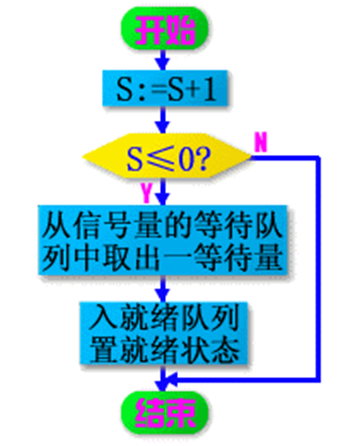 开始
S:=S+1
S≤0?
N
Y
从信号量的等待队
列中取出一等待量
入就绪队列
置就绪状态
结束